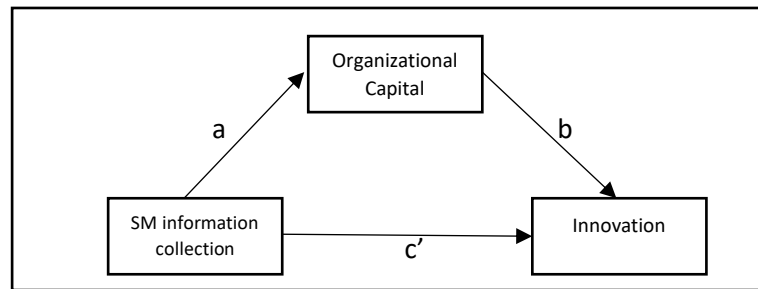 Organizational
Capital
a
b
SM information
collection
Innovation
c’